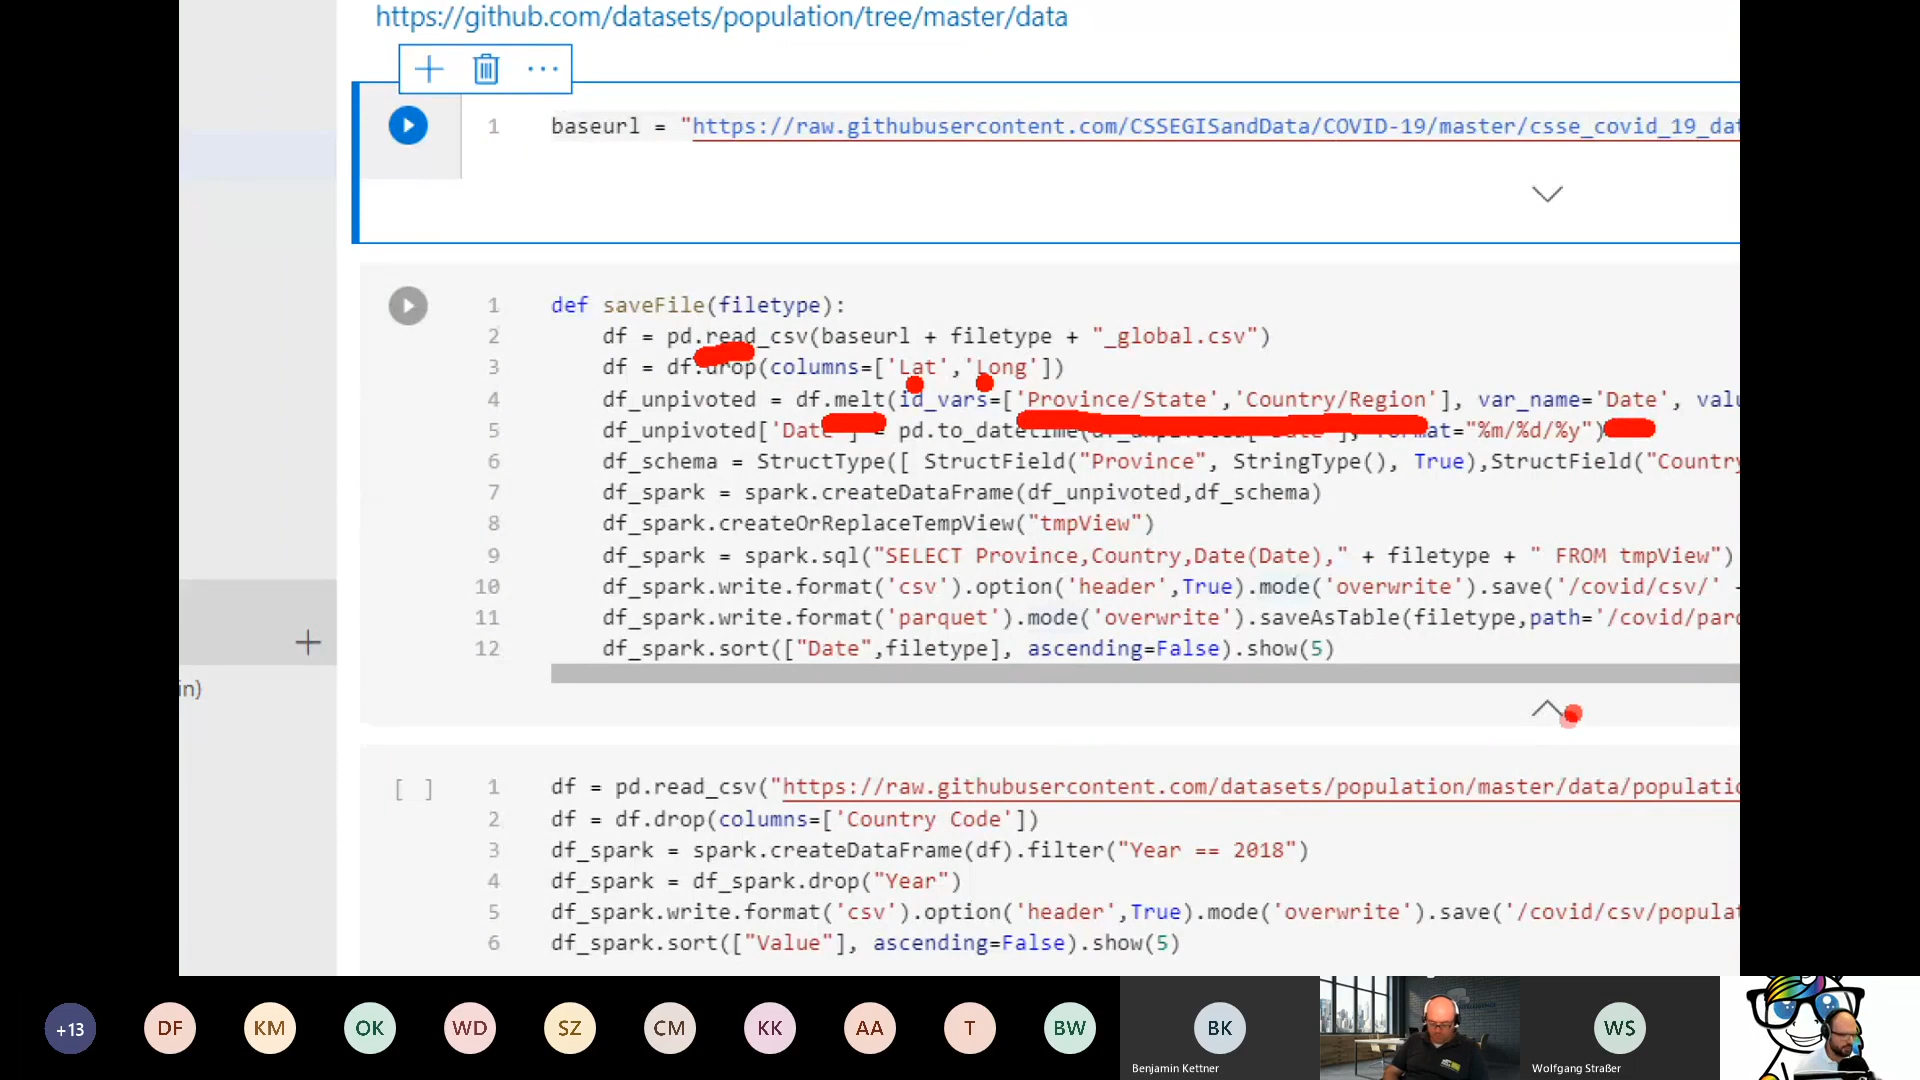 https://github.com/datasets/population/tree/master/data
1 baseurl = "https://raw.githubusercontent.com/CSSEGISandData/COVID-19/master/csse_covid_19_dat
1 def saveFile(filetype):
2 df = pd.read_csv(baseurl + filetype + "_global.csv")
3 df = df.drop(columns=['Lat','Long'])
4 df_unpivoted = df.melt(id_vars=['Province/State','Country/Region'], var_name='Date', valu
5 df_unpivoted['Date'] = pd.to_datetime(df_unpivoted['Date'], format="%m/%d/%y")
6 df_schema = StructType([ StructField("Province", StringType(), True),StructField("Country
7 df_spark = spark.createDataFrame(df_unpivoted,df_schema)
8 df_spark.createOrReplaceTempView("tmpView")
9 df_spark = spark.sql("SELECT Province,Country,Date(Date)," + filetype + " FROM tmpView")
10 df_spark.write.format('csv').option('header',True).mode('overwrite').save('/covid/csv/' +
11 df_spark.write.format('parquet').mode('overwrite').saveAsTable(filetype,path='/covid/parq
12 df_spark.sort(["Date",filetype], ascending=False).show(5)
in)
[ ] 1 df = pd.read_csv("https://raw.githubusercontent.com/datasets/population/master/data/populatio
2 df = df.drop(columns=['Country Code'])
3 df_spark = spark.createDataFrame(df).filter("Year == 2018")
4 df_spark = df_spark.drop("Year")
5 df_spark.write.format('csv').option('header',True).mode('overwrite').save('/covid/csv/populat
6 df_spark.sort(["Value"], ascending=False).show(5)
+13 DF KM OK WD SZ CM KK AA T BW BK WS
Benjamin Kettner
Wolfgang Straßer